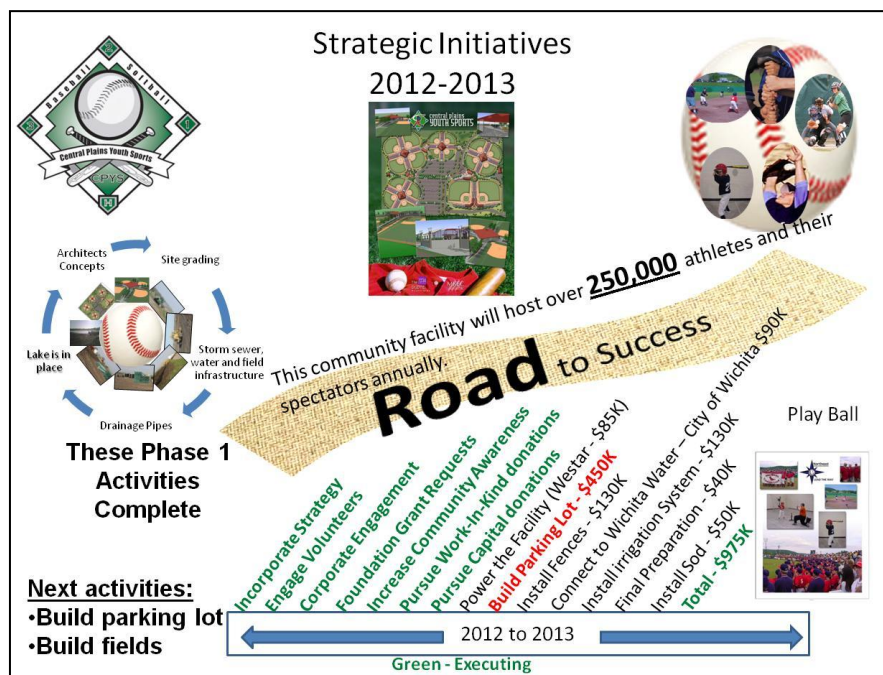 Strategic Initiatives
2012-2013
Baseball Softball
Central Plains Youth Sports
CPYS
H
central plains
YOUTH SPORTS
Architects
Concepts
Site grading
Storm sewer,
water and field
infrastructure
Drainage Pipes
Lake is in
place
These Phase 1
Activities
Complete
This community facility will host over 250,000 athletes and their
spectators annually.
Road to Success
Play Ball
Incorporate Strategy
Engage Volunteers
Corporate Engagement
Foundation Grant Requests
Increase Community Awareness
Pursue Work-In-Kind donations
Pursue Capital donations
Power the Facility (Westar - $85K)
Build Parking Lot - $450K
Install Fences - $130K
Connect to Wichita Water – City of Wichita $90K
Install irrigation System - $130K
Final Preparation - $40K
Install Sod - $50K
Total - $975K
Next activities:
•Build parking lot
•Build fields
2012 to 2013
Green - Executing